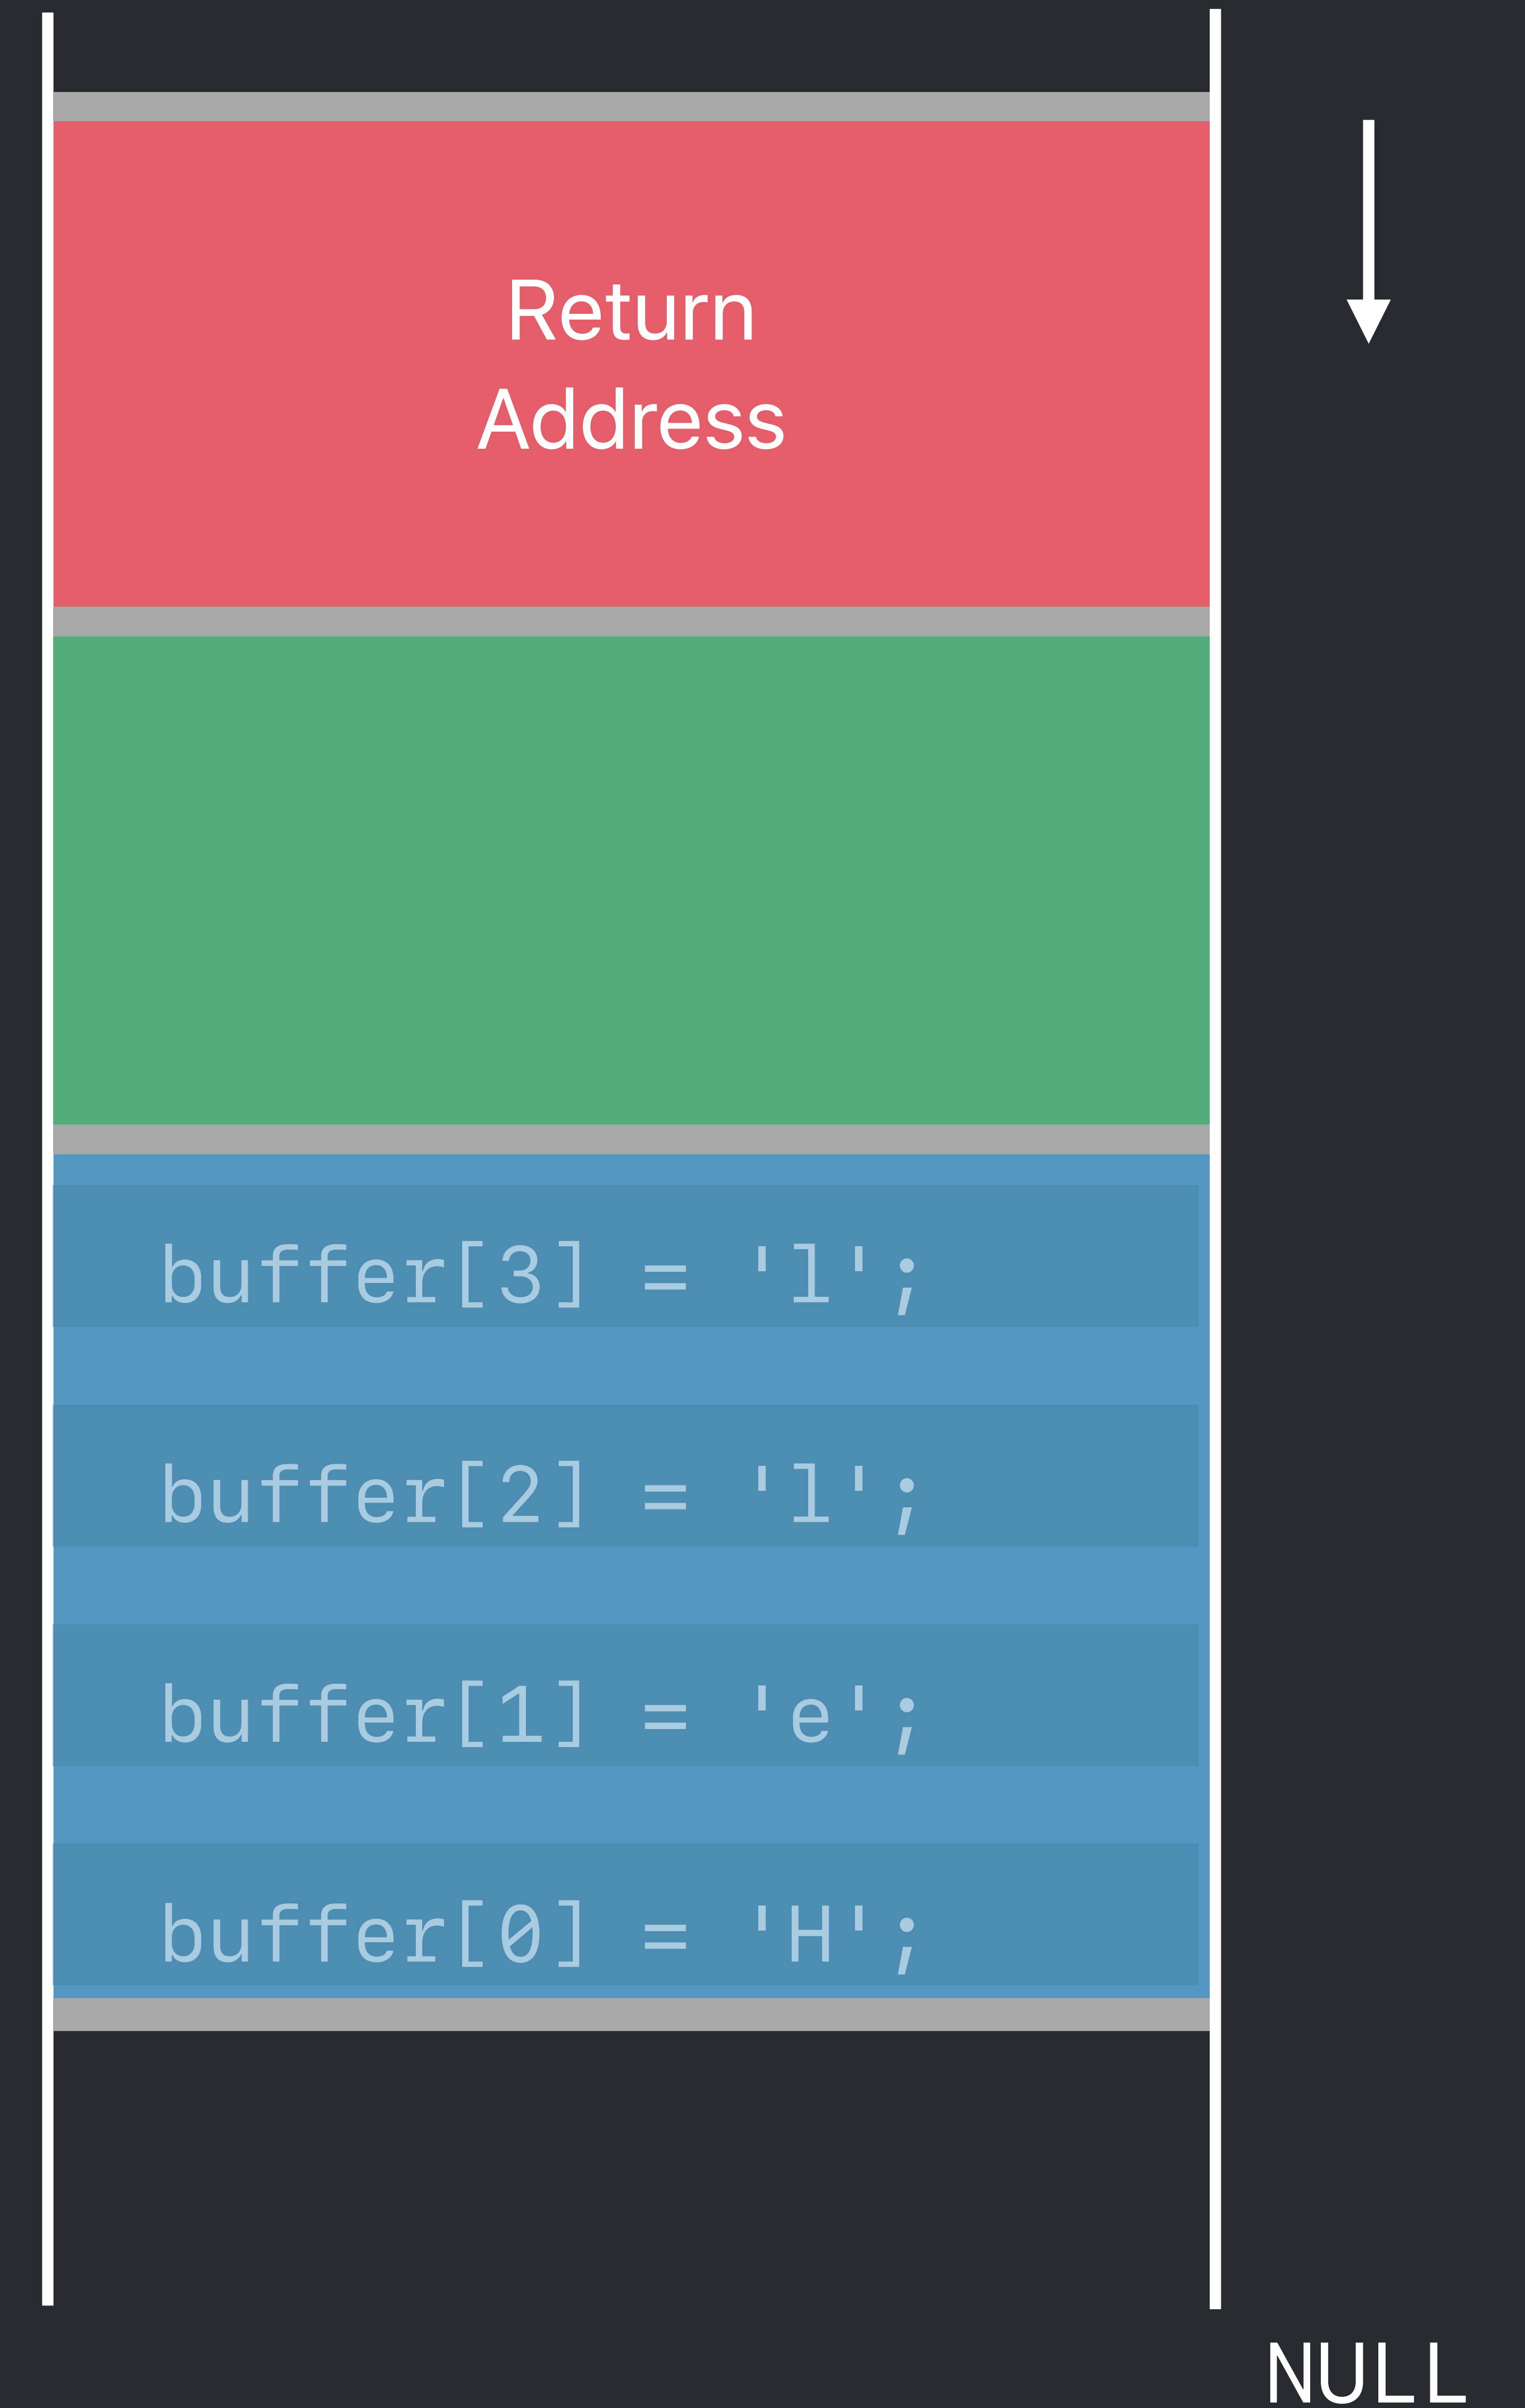 Return
Address
buffer[3] = 'l';
buffer[2] = 'l';
buffer[1] = 'e';
buffer[0] = 'H';
NULL